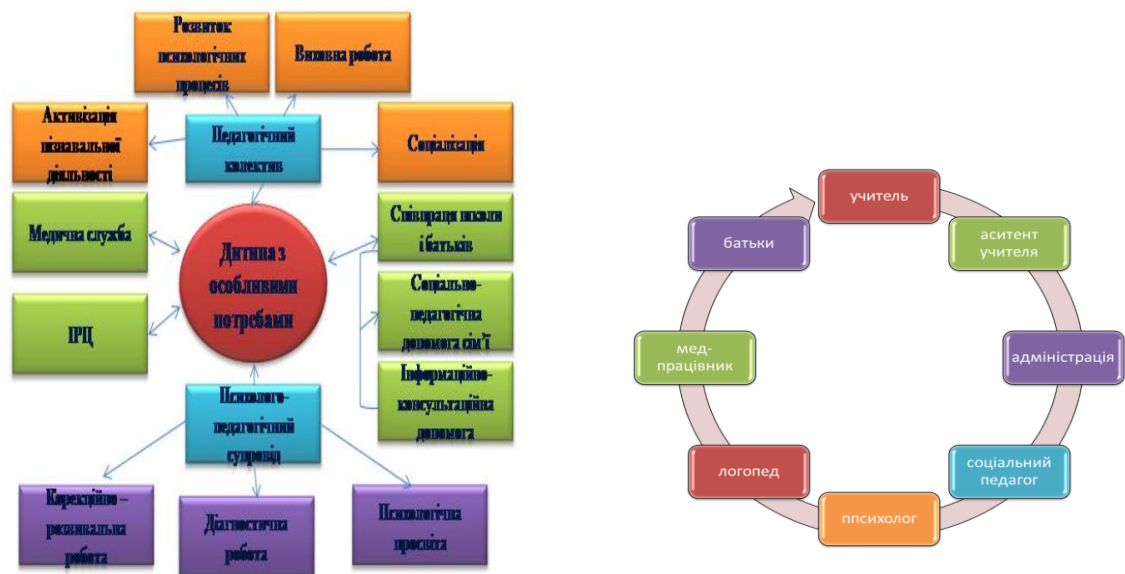 Розвиток
психологічних
процесів
Виховна робота
Активізація
пізнавальної
діяльності
Педагогічний
колектив
Соціалізація
Медична служба
Дитина з
особливими
потребами
Співпраця школи
і батьків
ІРЦ
Соціально-
педагогічна
допомога сім'ї
Психолого-
педагогічний
супровід
Інформаційно-
консультаційна
допомога
Корекційно –
розвивальна
робота
Діагностична
робота
Психологічна
просвіта
учитель
аситент
учителя
адміністрація
соціальний
педагог
ппсихолог
логопед
мед-
працівник
батьки